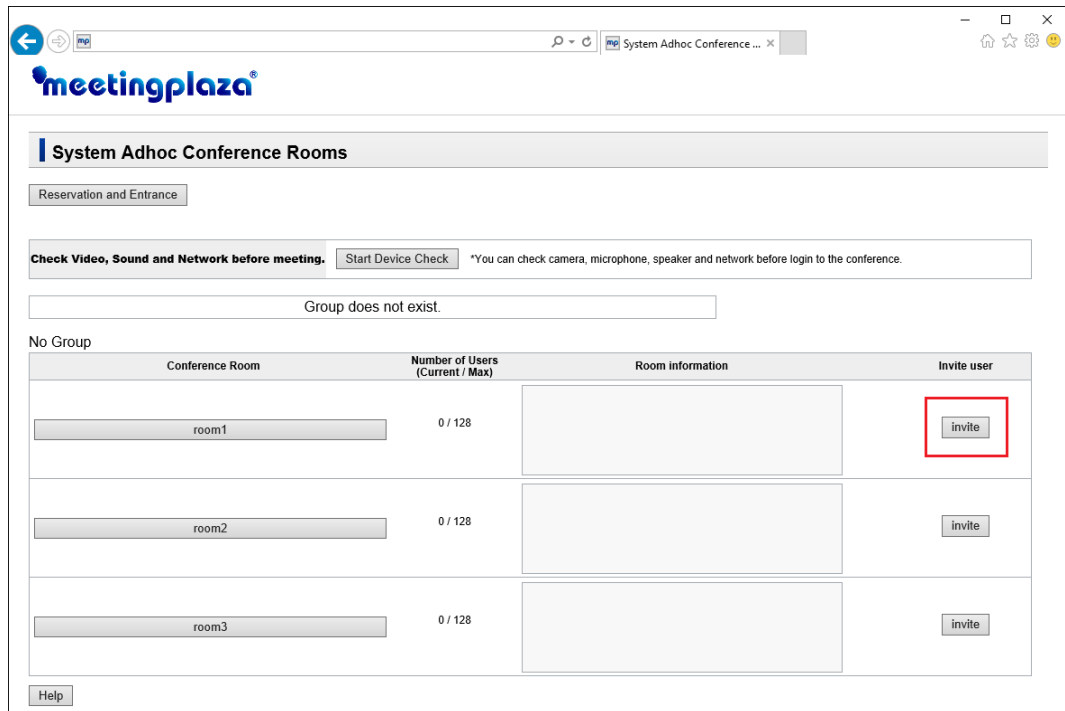 mp
mp System Adhoc Conference ... ×
meetingplaza®
System Adhoc Conference Rooms
Reservation and Entrance
Check Video, Sound and Network before meeting. Start Device Check *You can check camera, microphone, speaker and network before login to the conference.
Group does not exist.
No Group
Conference Room Number of Users (Current / Max) Room information Invite user
room1 0 / 128 invite
room2 0 / 128 invite
room3 0 / 128 invite
Help